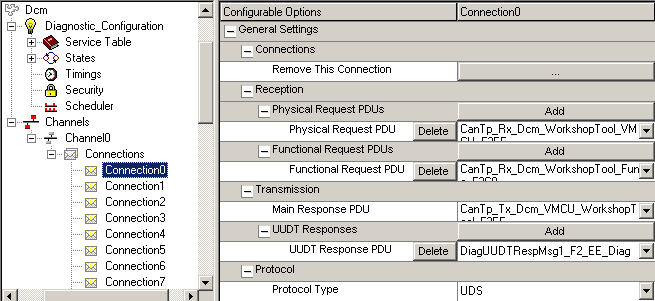 Dcm
Diagnostic_Configuration
Service Table
States
Timings
Security
Scheduler
Channels
Channel0
Connections
Connection0
Connection1
Connection2
Connection3
Connection4
Connection5
Connection6
Connection7
Configurable Options Connection0
General Settings
Connections
Remove This Connection ...
Reception
Physical Request PDUs Add
Physical Request PDU Delete CanTp_Rx_Dcm_WorkshopTool_VM
Functional Request PDUs Add
Functional Request PDU Delete CanTp_Rx_Dcm_WorkshopTool_Fun
Transmission
Main Response PDU CanTp_Tx_Dcm_VMCU_WorkshopT
UUDT Responses Add
UUDT Response PDU Delete DiagUUDTRespMsg1_F2_EE_Diag
Protocol
Protocol Type UDS